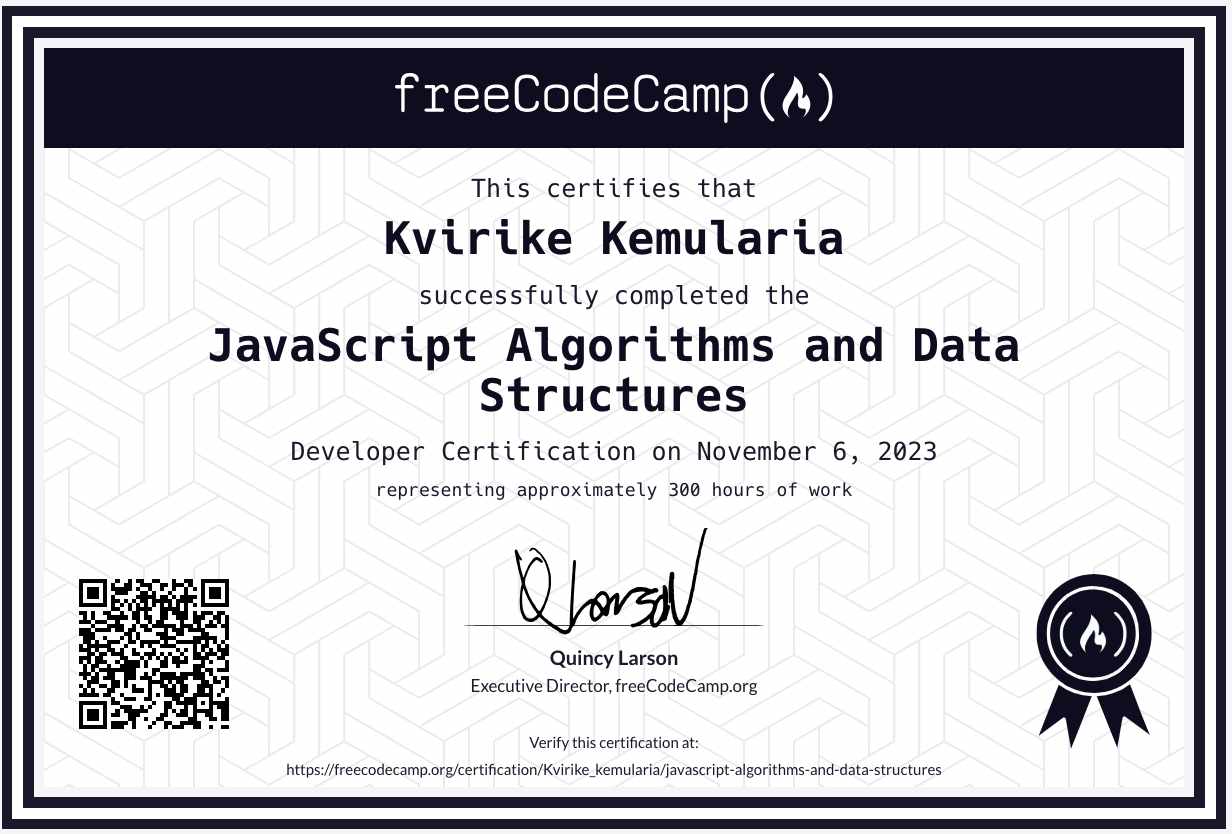 freeCodeCamp
This certifies that
Kvirike Kemularia
successfully completed the
JavaScript Algorithms and Data
Structures
Developer Certification on November 6, 2023
representing approximately 300 hours of work
QLarson
Quincy Larson
Executive Director, freeCodeCamp.org
Verify this certification at:
https://freecodecamp.org/certification/Kvirike_kemularia/javascript-algorithms-and-data-structures